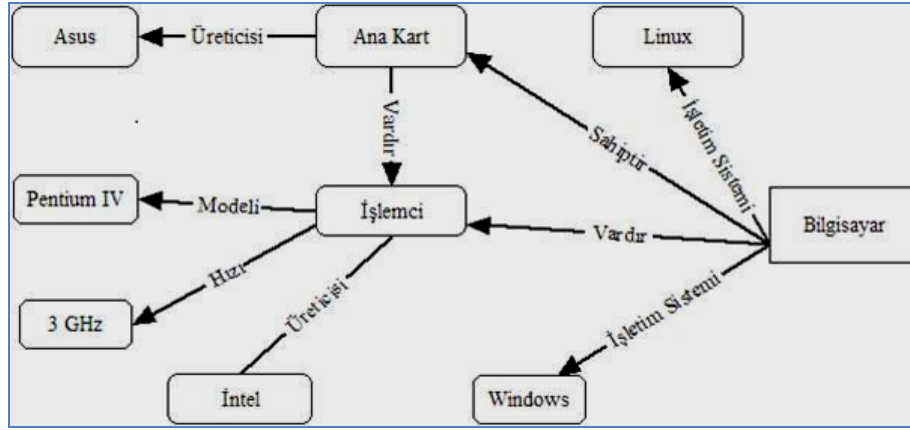 Asus
Üreticisi
Ana Kart
Linux
Vardır
Sahiptir
İşletim Sistemi
Pentium IV
Modeli
İşlemci
Vardır
Bilgisayar
Hızı
3 GHz
Üreticisi
İşletim Sistemi
İntel
Windows